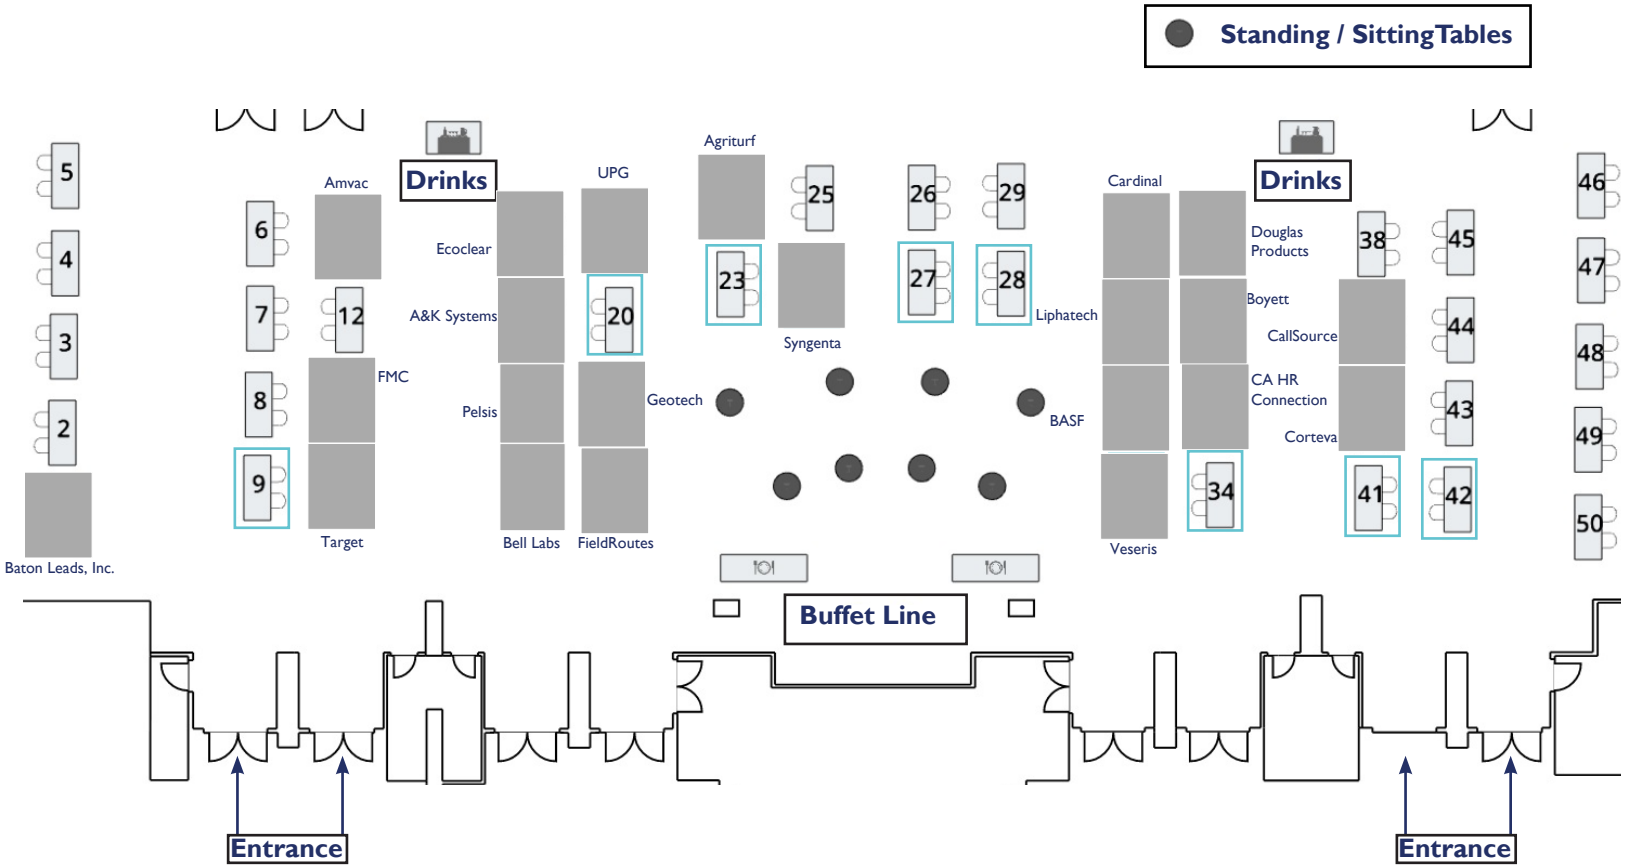 Standing / Sitting Tables
5
4
3
2
Baton Leads, Inc.
6
7
8
9
Amvac
12
FMC
Target
Drinks
Ecoclear
A&K Systems
Pelsis
Bell Labs
UPG
20
Geotech
FieldRoutes
Agriturf
23
25
Syngenta
26
27
29
28
Liphatech
BASF
Cardinal
Veseris
Drinks
Douglas
Products
Boyett
CA HR
Connection
34
38
CallSource
Corteva
41
45
44
43
42
46
47
48
49
50
Buffet Line
Entrance
Entrance